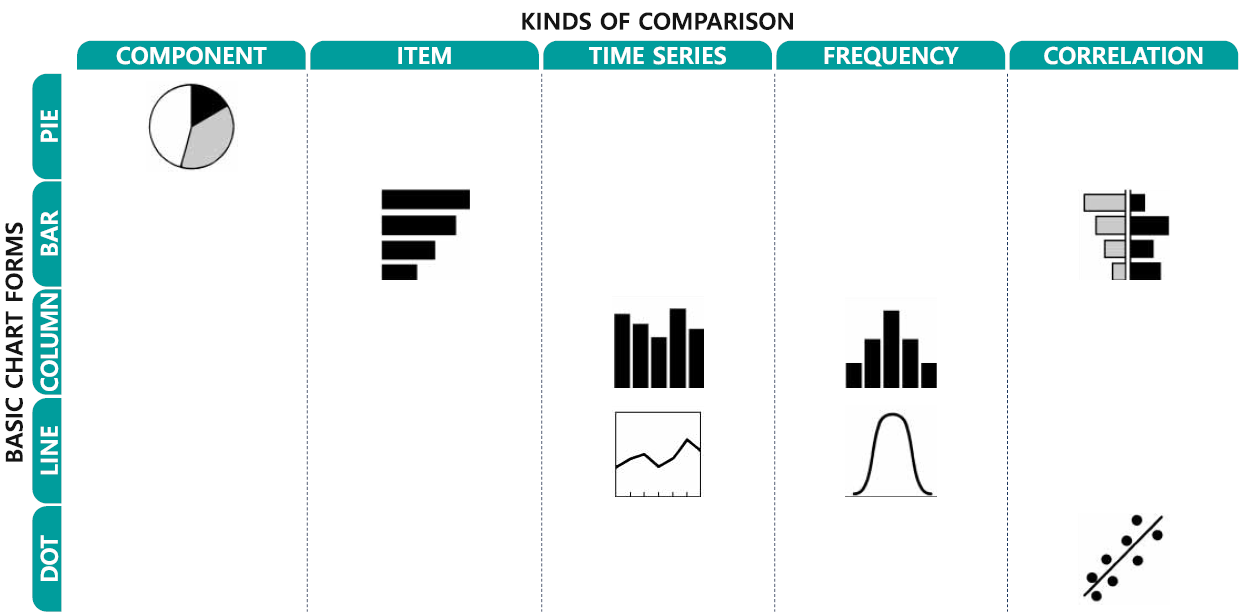 KINDS OF COMPARISON
COMPONENT
ITEM
TIME SERIES
FREQUENCY
CORRELATION
BASIC CHART FORMS
PIE
BAR
COLUMN
LINE
DOT